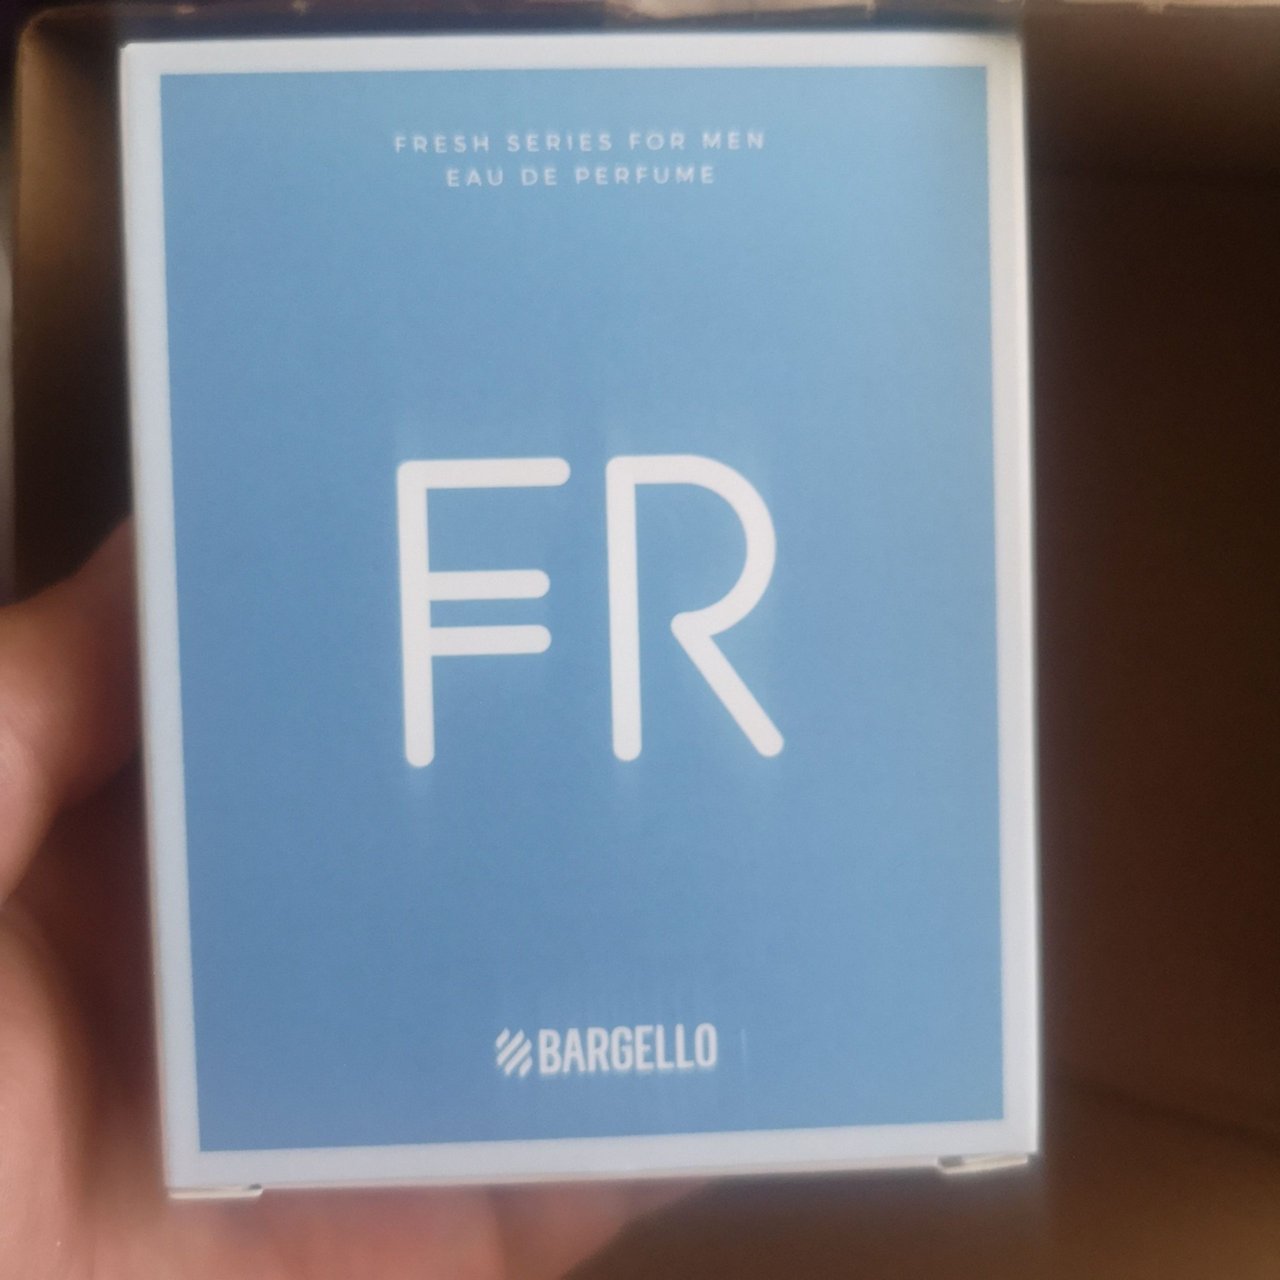 FRESH SERIES FOR MEN
EAU DE PERFUME
FR
BARGELLO